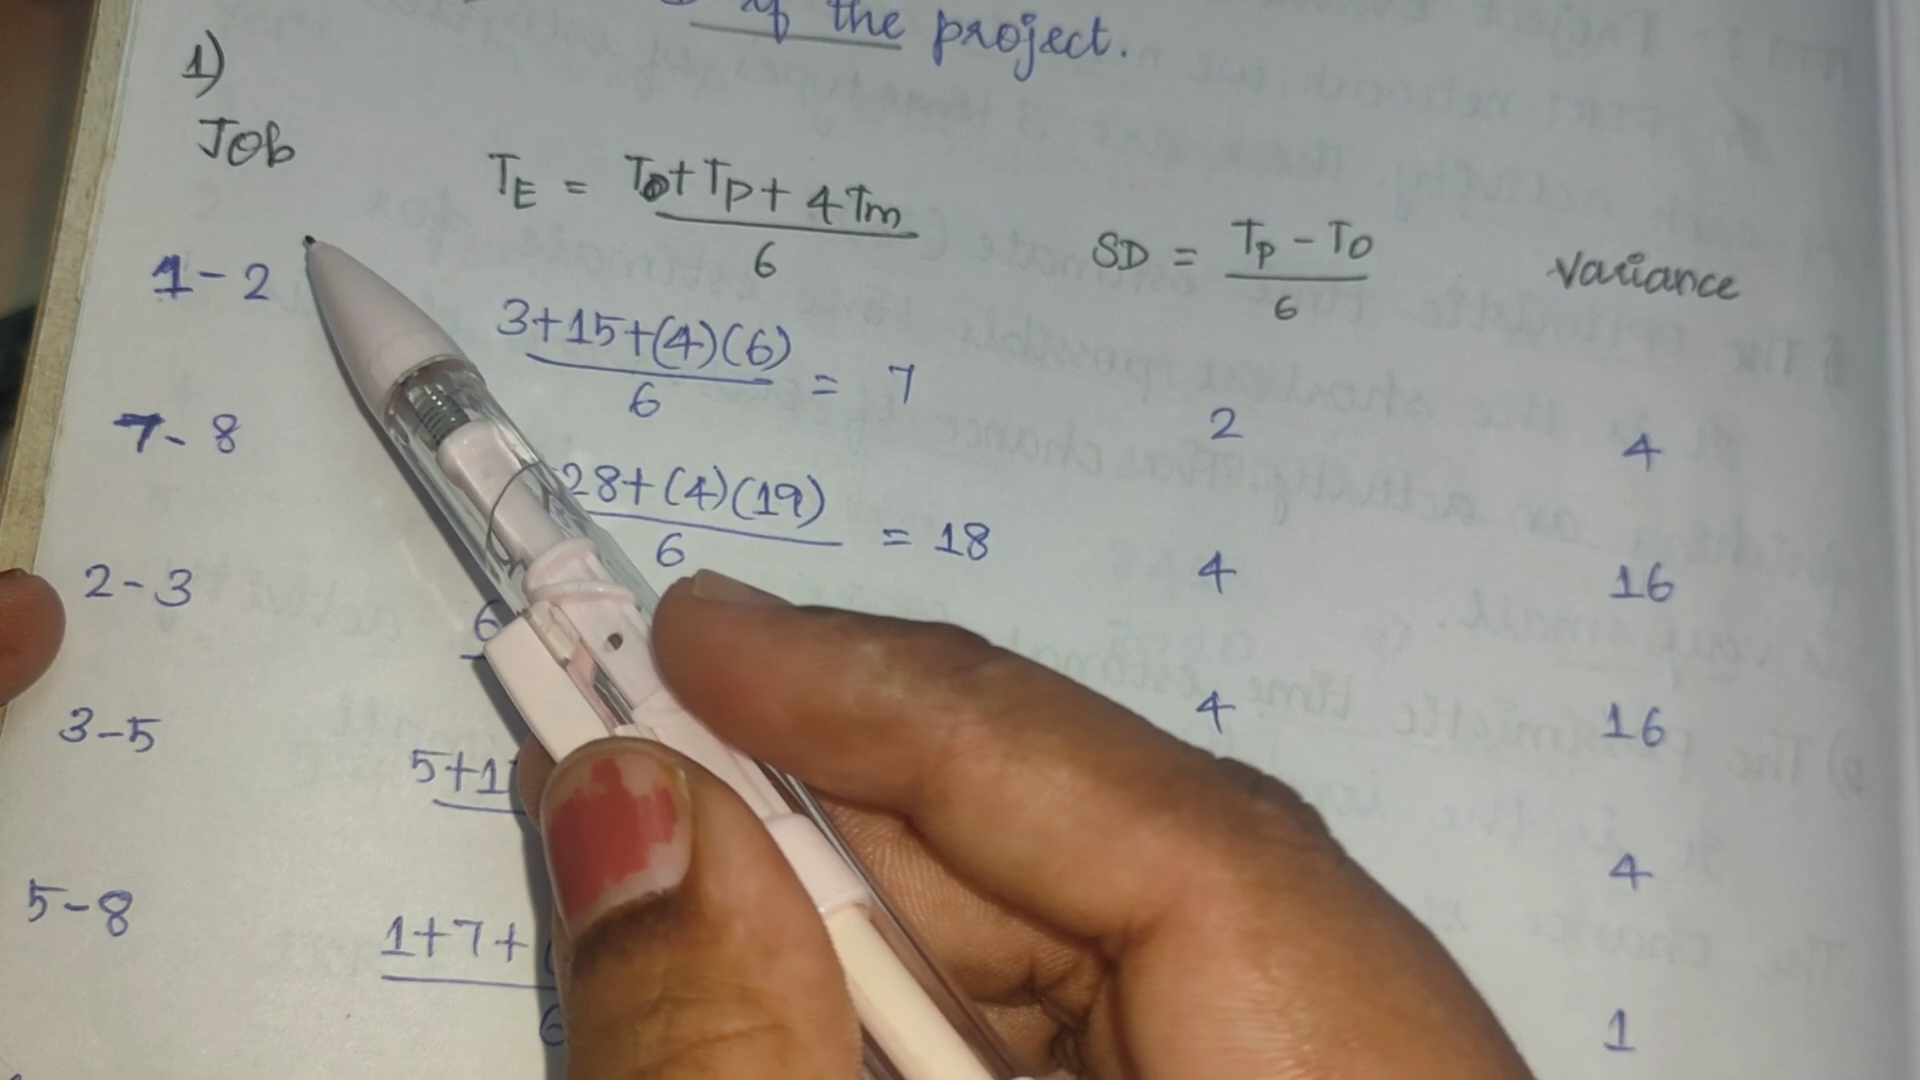 of the project.
1)
Job
TE = To+Tp+4Tm / 6
SD = Tp-To / 6
Variance
1-2
3+15+(4)(6) / 6 = 7
2
4
7-8
28+(4)(19) / 6 = 18
4
16
2-3
6
4
16
3-5
5+1
4
5-8
1+7+
6
1